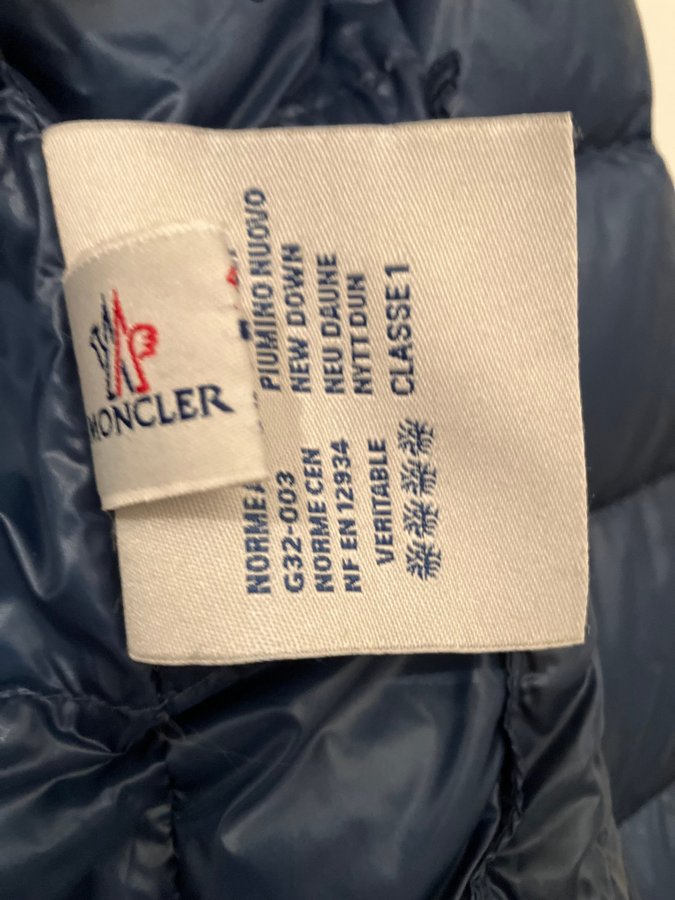 MONCLER
NORME A
G32-003
NORME CEN
NF EN 12934
VERITABLE
PIUMINO NUOVO
NEW DOWN
NEU DAUNE
NYTT DUN
CLASSE 1